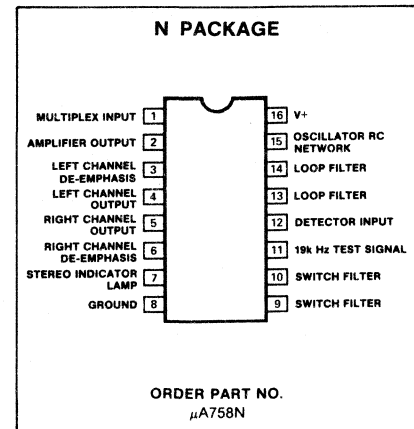 N PACKAGE
MULTIPLEX INPUT 1
AMPLIFIER OUTPUT 2
LEFT CHANNEL
DE-EMPHASIS 3
LEFT CHANNEL
OUTPUT 4
RIGHT CHANNEL
OUTPUT 5
RIGHT CHANNEL
DE-EMPHASIS 6
STEREO INDICATOR
LAMP 7
GROUND 8
16 V+
15 OSCILLATOR RC
NETWORK
14 LOOP FILTER
13 LOOP FILTER
12 DETECTOR INPUT
11 19k Hz TEST SIGNAL
10 SWITCH FILTER
9 SWITCH FILTER
ORDER PART NO.
μA758N